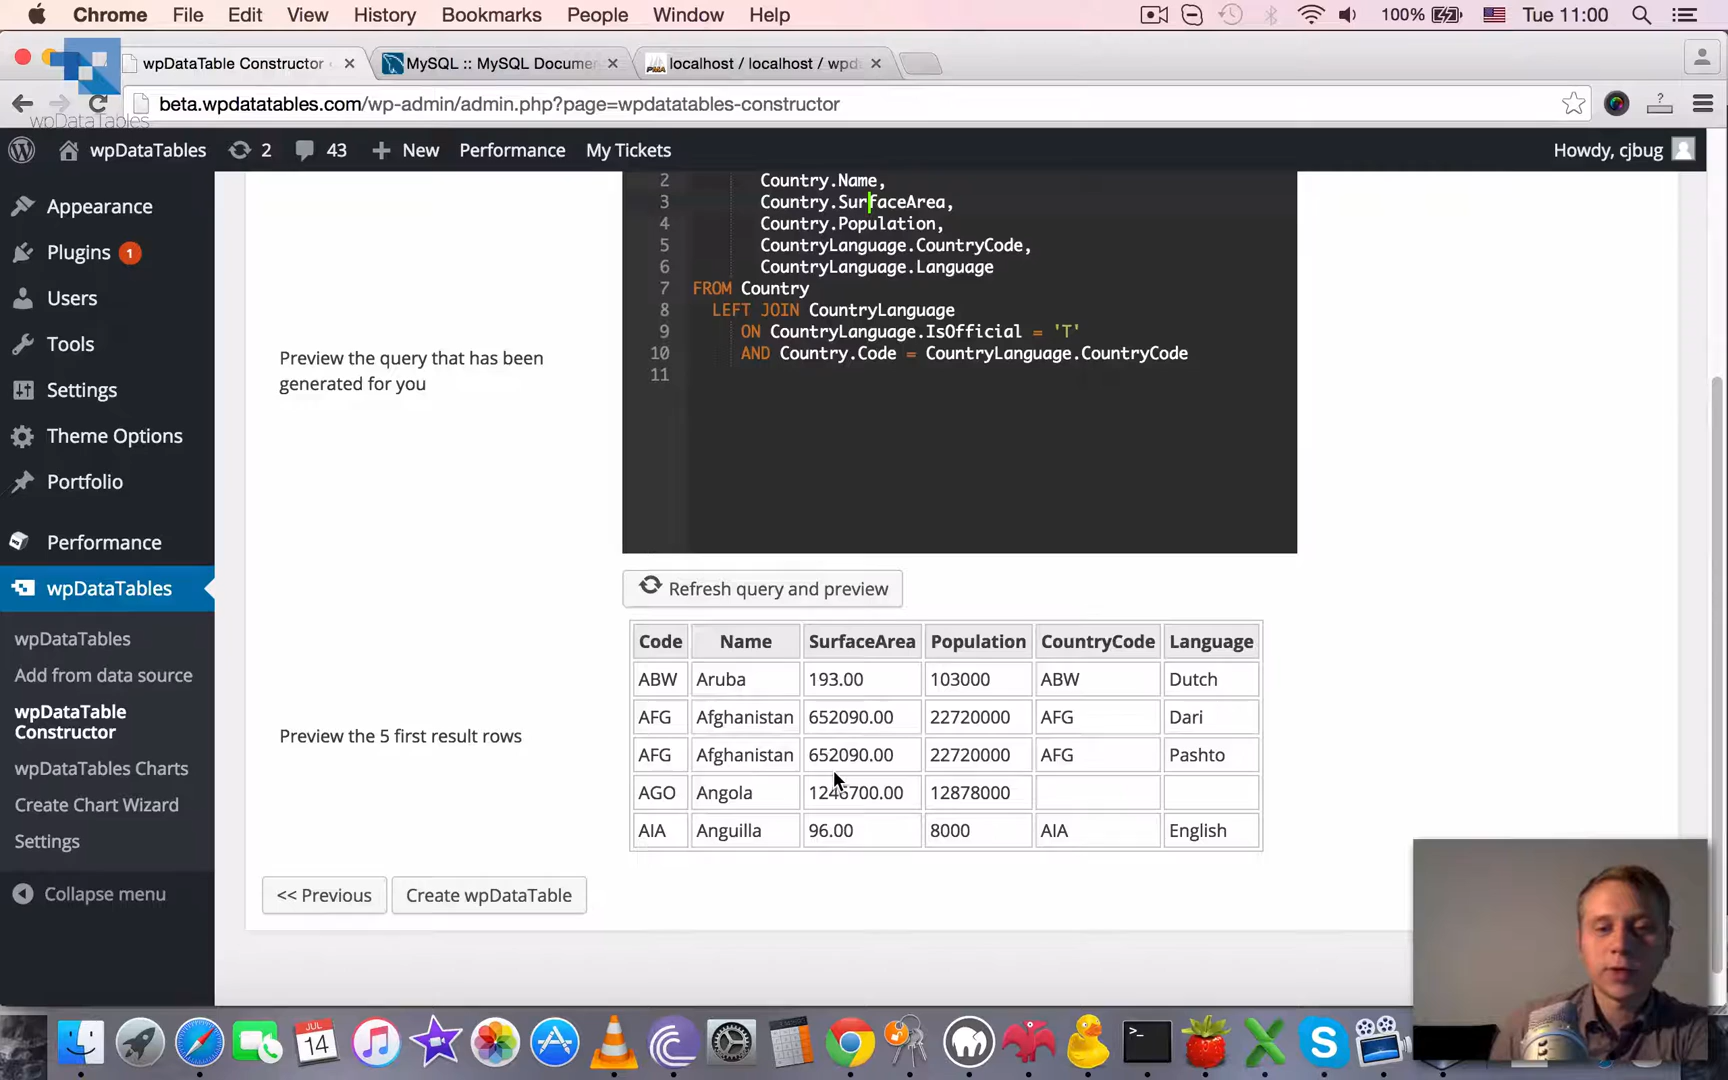 Chrome File Edit View History Bookmarks People Window Help 100% Tue 11:00
wpDataTable Constructor MySQL :: MySQL Documen localhost / localhost / wpd
beta.wpdatatables.com/wp-admin/admin.php?page=wpdatatables-constructor
wpDataTables
wpDataTables 2 43 New Performance My Tickets Howdy, cjbug
Appearance
Plugins 1
Users
Tools
Settings
Theme Options
Portfolio
Performance
wpDataTables
wpDataTables
Add from data source
wpDataTable
Constructor
wpDataTables Charts
Create Chart Wizard
Settings
Collapse menu
Preview the query that has been
generated for you
2 Country.Name,
3 Country.SurfaceArea,
4 Country.Population,
5 CountryLanguage.CountryCode,
6 CountryLanguage.Language
7 FROM Country
8 LEFT JOIN CountryLanguage
9 ON CountryLanguage.IsOfficial = 'T'
10 AND Country.Code = CountryLanguage.CountryCode
11
Refresh query and preview
Preview the 5 first result rows
Code Name SurfaceArea Population CountryCode Language
ABW Aruba 193.00 103000 ABW Dutch
AFG Afghanistan 652090.00 22720000 AFG Dari
AFG Afghanistan 652090.00 22720000 AFG Pashto
AGO Angola 1246700.00 12878000
AIA Anguilla 96.00 8000 AIA English
<< Previous Create wpDataTable
JUL
14